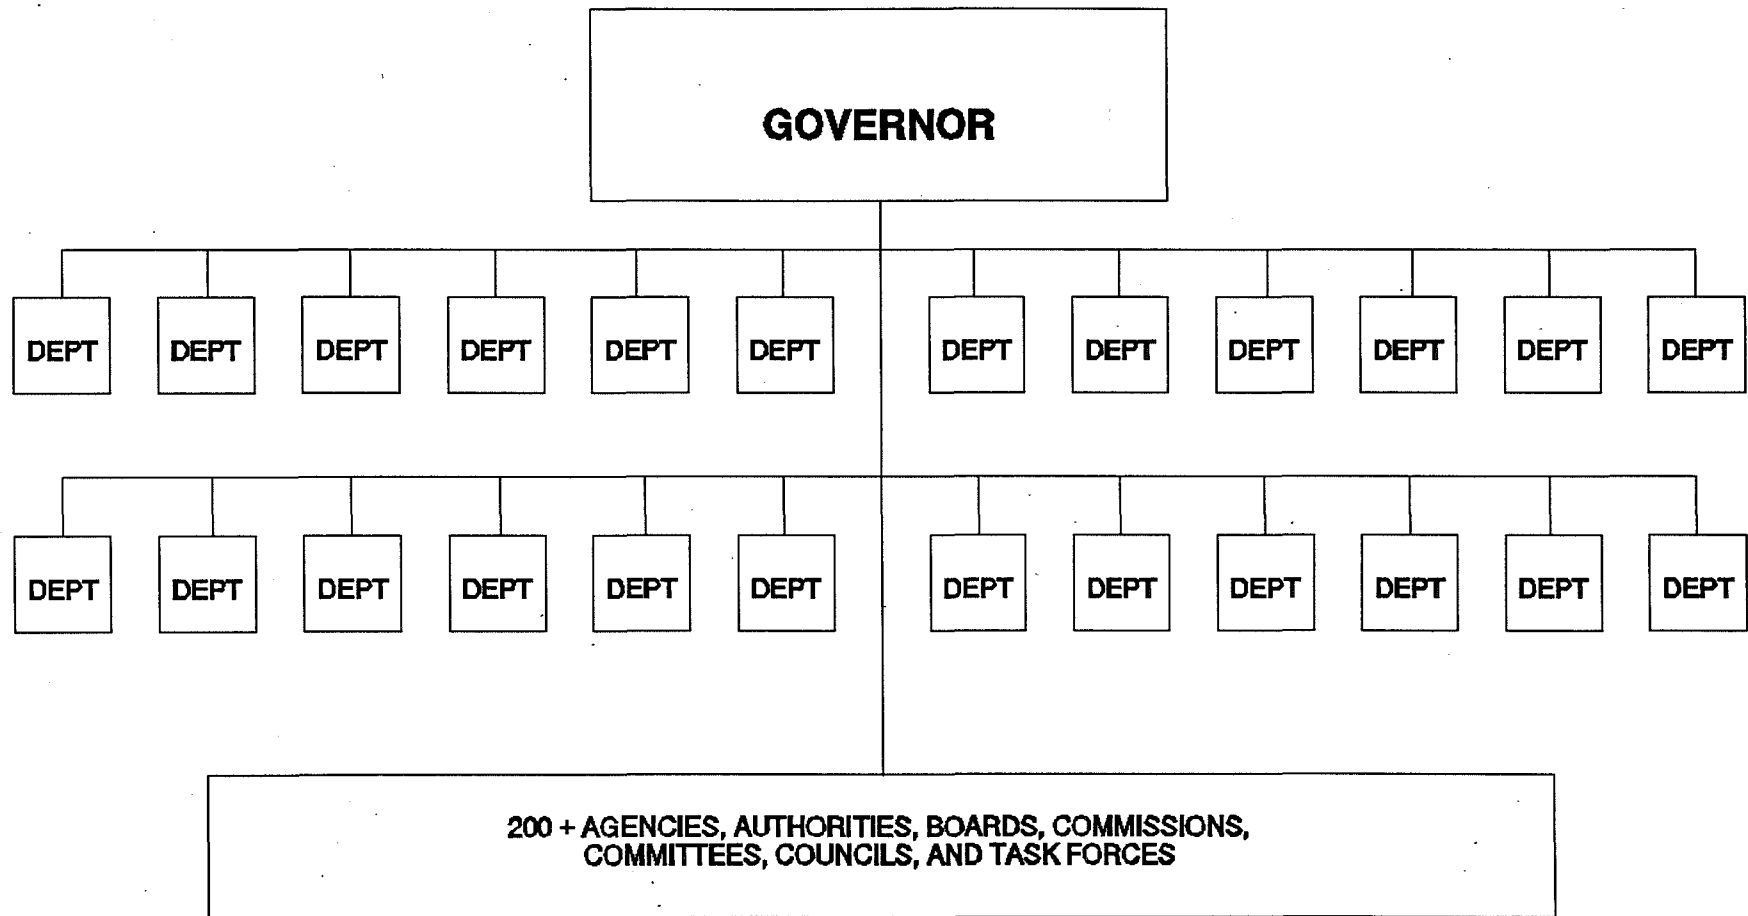 GOVERNOR
DEPT DEPT DEPT DEPT DEPT DEPT DEPT DEPT DEPT DEPT DEPT DEPT
DEPT DEPT DEPT DEPT DEPT DEPT DEPT DEPT DEPT DEPT DEPT DEPT
200 + AGENCIES, AUTHORITIES, BOARDS, COMMISSIONS,
COMMITTEES, COUNCILS, AND TASK FORCES